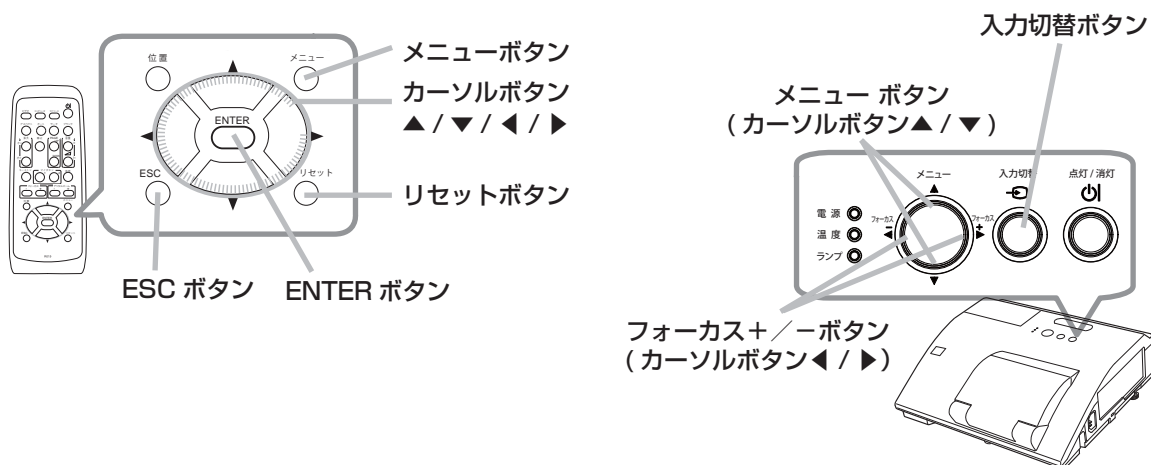 位置
メニュー
ENTER
ESC
リセット
メニューボタン
カーソルボタン
▲ / ▼ / ◀ / ▶
リセットボタン
ESC ボタン
ENTER ボタン
入力切替ボタン
メニュー ボタン
( カーソルボタン▲ / ▼ )
メニュー
入力切替
点灯 / 消灯
電 源
温 度
ランプ
フォーカス
−
フォーカス
+
フォーカス＋／－ボタン
( カーソルボタン◀ / ▶)